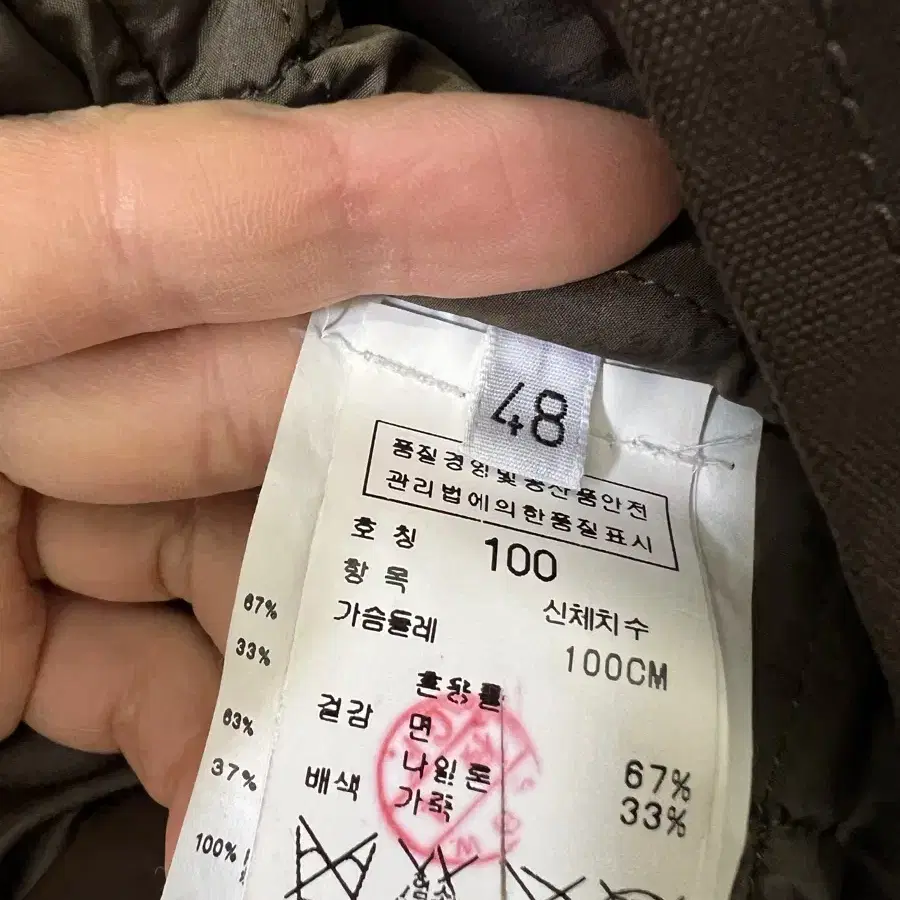 48
품질경영및공산품안전
관리법에의한품질표시
호칭 100
항목 신체치수
가슴둘레 100CM
혼용률
겉감 면 67%
나일론 33%
배색 가죽
67%
33%
63%
37%
100%
염소